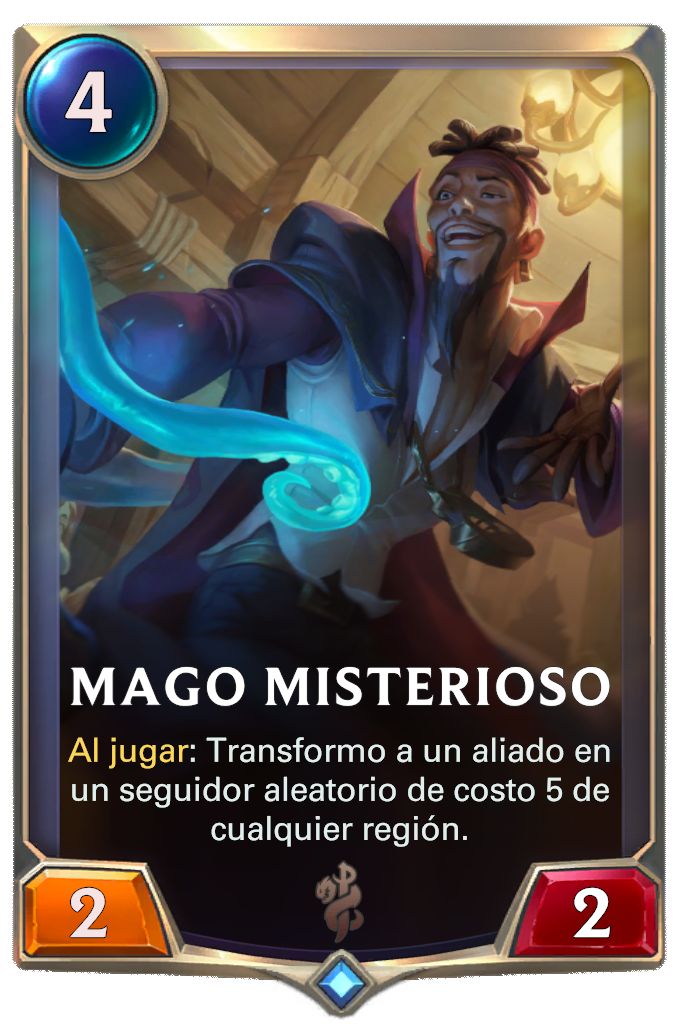 4
MAGO MISTERIOSO
Al jugar: Transformo a un aliado en
un seguidor aleatorio de costo 5 de
cualquier región.
2
2